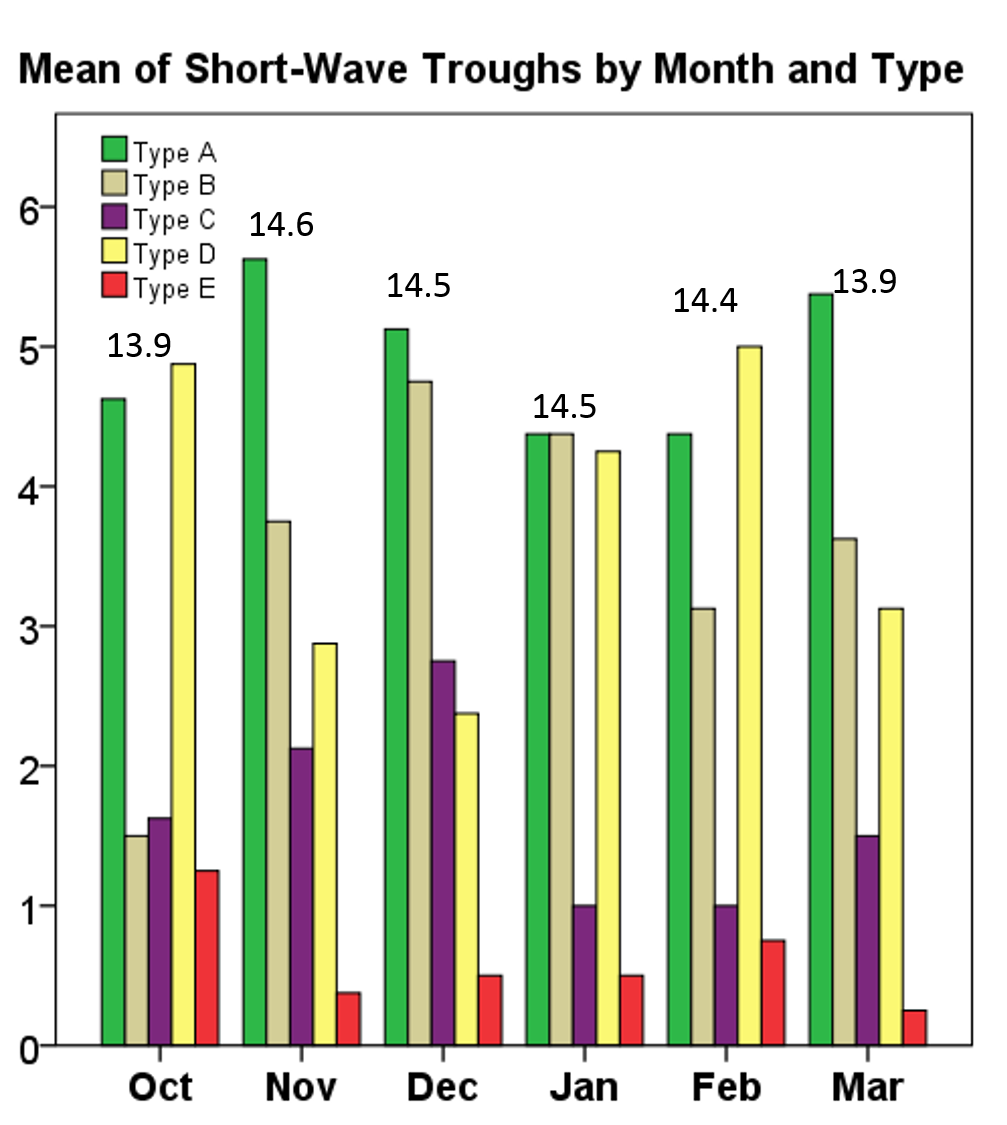 Mean of Short-Wave Troughs by Month and Type
Type A
Type B
Type C
Type D
Type E
6
5
4
3
2
1
0
13.9
14.6
14.5
14.5
14.4
13.9
Oct Nov Dec Jan Feb Mar